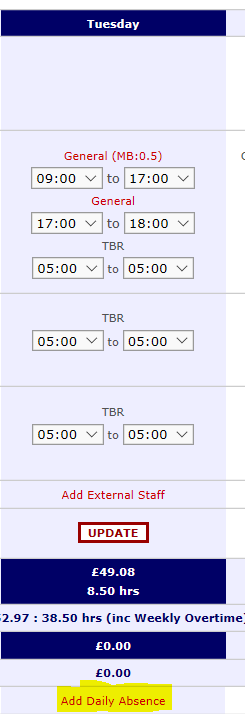 Tuesday
General (MB:0.5)
09:00 to 17:00
General
17:00 to 18:00
TBR
05:00 to 05:00
TBR
05:00 to 05:00
TBR
05:00 to 05:00
Add External Staff
UPDATE
£49.08
8.50 hrs
2.97 : 38.50 hrs (inc Weekly Overtime)
£0.00
£0.00
Add Daily Absence